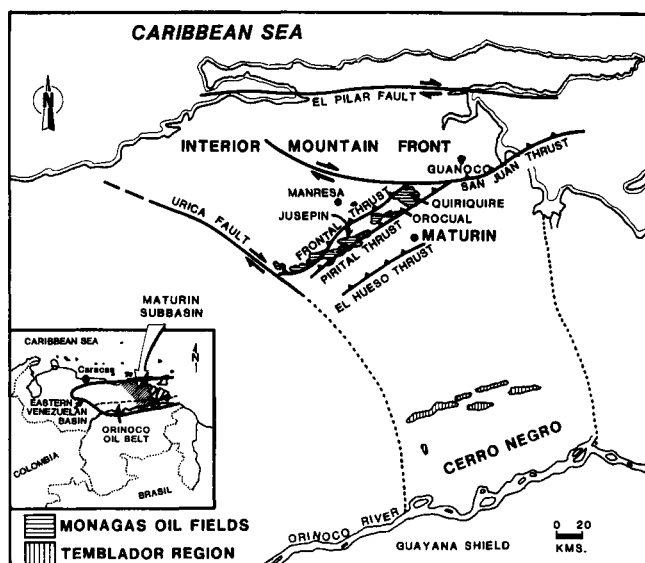 CARIBBEAN SEA
N
EL PILAR FAULT
INTERIOR MOUNTAIN FRONT
GUANOCO
SAN JUAN THRUST
MANRESA
QUIRIQUIRE
URICA FAULT
JUSEPIN
FRONTAL THRUST
OROCUAL
PIRITAL THRUST
MATURIN
EL HUESO THRUST
MATURIN
SUBBASIN
CARIBBEAN SEA
N
Caracas
EASTERN
VENEZUELAN
BASIN
ORINOCO
OIL BELT
COLOMBIA
BRASIL
CERRO NEGRO
ORINOCO RIVER
GUAYANA SHIELD
0 20
KMS.
MONAGAS OIL FIELDS
TEMBLADOR REGION